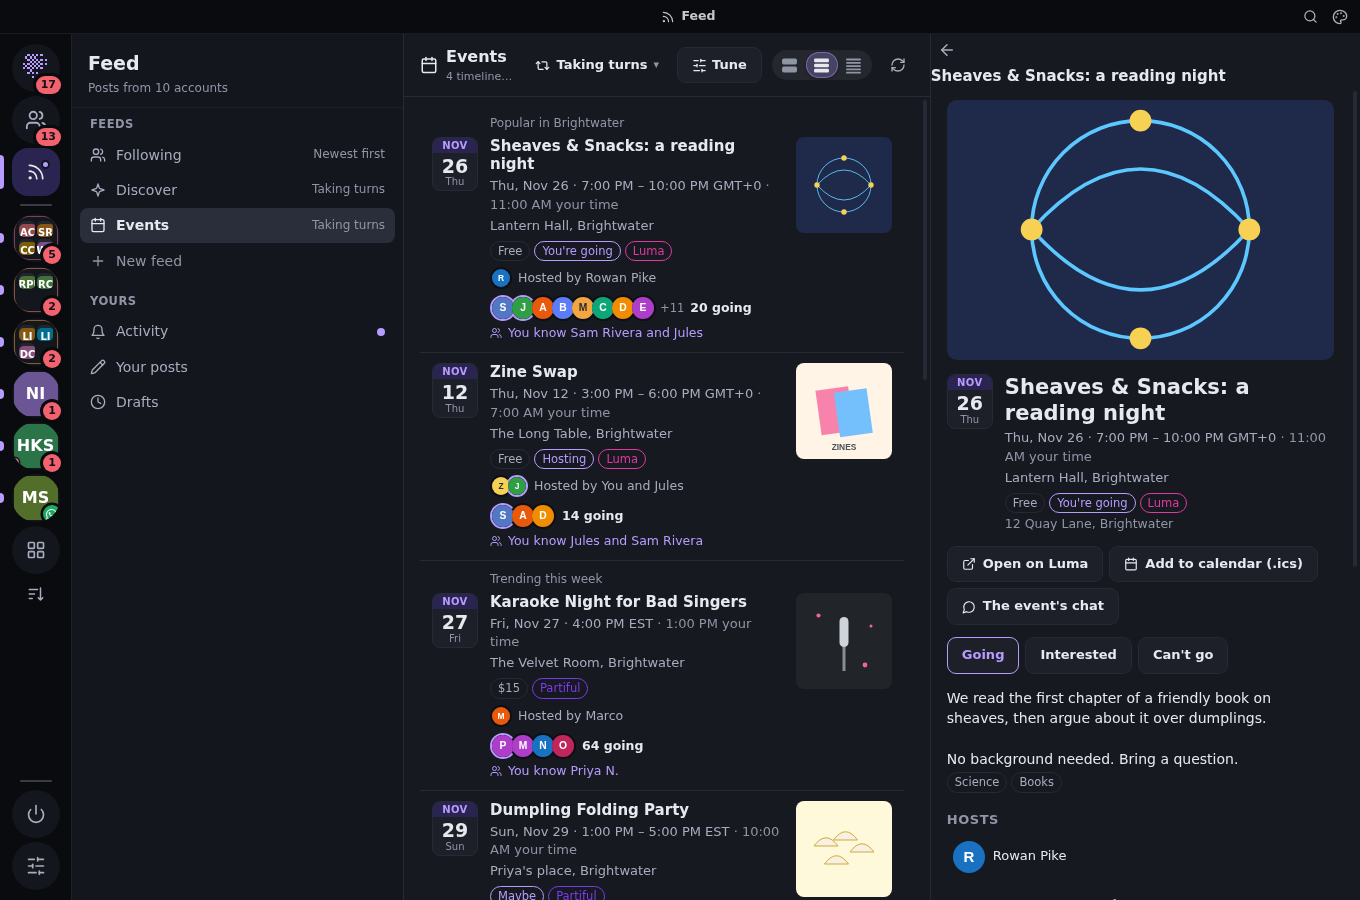 Feed
17
13
AC SR
CC
5
RP RC
2
LI LI
DC
2
NI
1
HKS
1
MS
Feed
Posts from 10 accounts
FEEDS
Following Newest first
Discover Taking turns
Events Taking turns
New feed
YOURS
Activity
Your posts
Drafts
Events
4 timeline...
Taking turns ▾
Tune
Popular in Brightwater
NOV
26
Thu
Sheaves & Snacks: a reading
night
Thu, Nov 26 · 7:00 PM – 10:00 PM GMT+0 ·
11:00 AM your time
Lantern Hall, Brightwater
Free You're going Luma
R Hosted by Rowan Pike
S J A B M C D E +11 20 going
You know Sam Rivera and Jules
NOV
12
Thu
Zine Swap
Thu, Nov 12 · 3:00 PM – 6:00 PM GMT+0 ·
7:00 AM your time
The Long Table, Brightwater
Free Hosting Luma
Z J Hosted by You and Jules
S A D 14 going
You know Jules and Sam Rivera
ZINES
Trending this week
NOV
27
Fri
Karaoke Night for Bad Singers
Fri, Nov 27 · 4:00 PM EST · 1:00 PM your
time
The Velvet Room, Brightwater
$15 Partiful
M Hosted by Marco
P M N O 64 going
You know Priya N.
NOV
29
Sun
Dumpling Folding Party
Sun, Nov 29 · 1:00 PM – 5:00 PM EST · 10:00
AM your time
Priya's place, Brightwater
Maybe Partiful
Sheaves & Snacks: a reading night
NOV
26
Thu
Sheaves & Snacks: a
reading night
Thu, Nov 26 · 7:00 PM – 10:00 PM GMT+0 · 11:00
AM your time
Lantern Hall, Brightwater
Free You're going Luma
12 Quay Lane, Brightwater
Open on Luma Add to calendar (.ics)
The event's chat
Going Interested Can't go
We read the first chapter of a friendly book on
sheaves, then argue about it over dumplings.
No background needed. Bring a question.
Science Books
HOSTS
R Rowan Pike